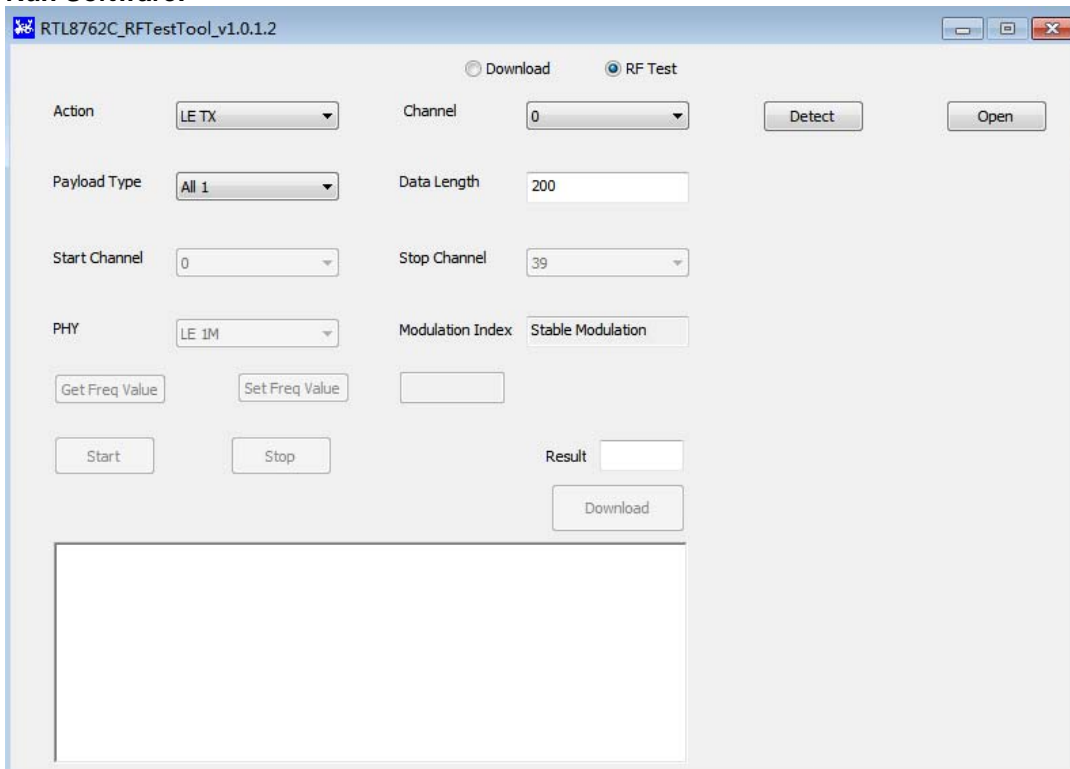 RTL8762C_RFTestTool_v1.0.1.2
Download RF Test
Action LE TX Channel 0 Detect Open
Payload Type All 1 Data Length 200
Start Channel 0 Stop Channel 39
PHY LE 1M Modulation Index Stable Modulation
Get Freq Value Set Freq Value
Start Stop Result
Download